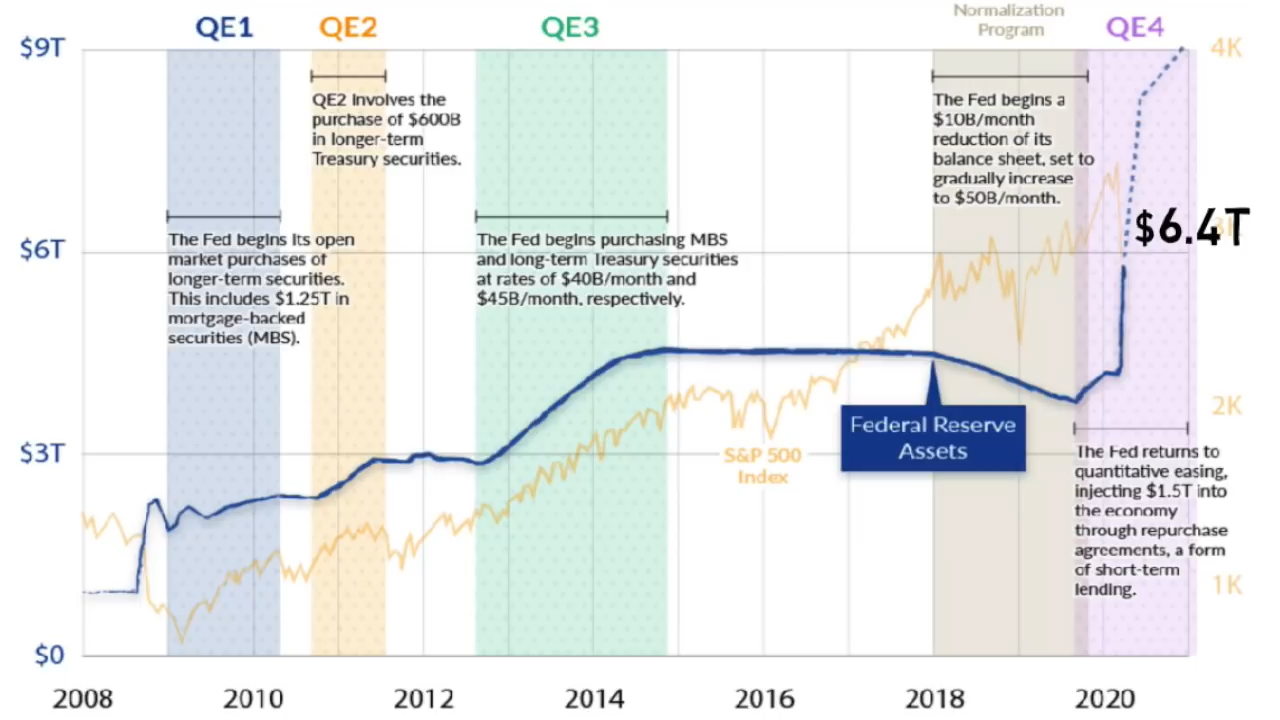 QE1
QE2
QE3
Normalization
Program
QE4
$9T
4K
QE2 involves the
purchase of $600B
in longer-term
Treasury securities.
The Fed begins a
$10B/month
reduction of its
balance sheet, set to
gradually increase
to $50B/month.
$6T
The Fed begins its open
market purchases of
longer-term securities.
This includes $1.25T in
mortgage-backed
securities (MBS).
The Fed begins purchasing MBS
and long-term Treasury securities
at rates of $40B/month and
$45B/month, respectively.
$6.4T
3K
Federal Reserve
Assets
2K
$3T
S&P 500
Index
The Fed returns to
quantitative easing,
injecting $1.5T into
the economy
through repurchase
agreements, a form
of short-term
lending.
1K
$0
2008 2010 2012 2014 2016 2018 2020